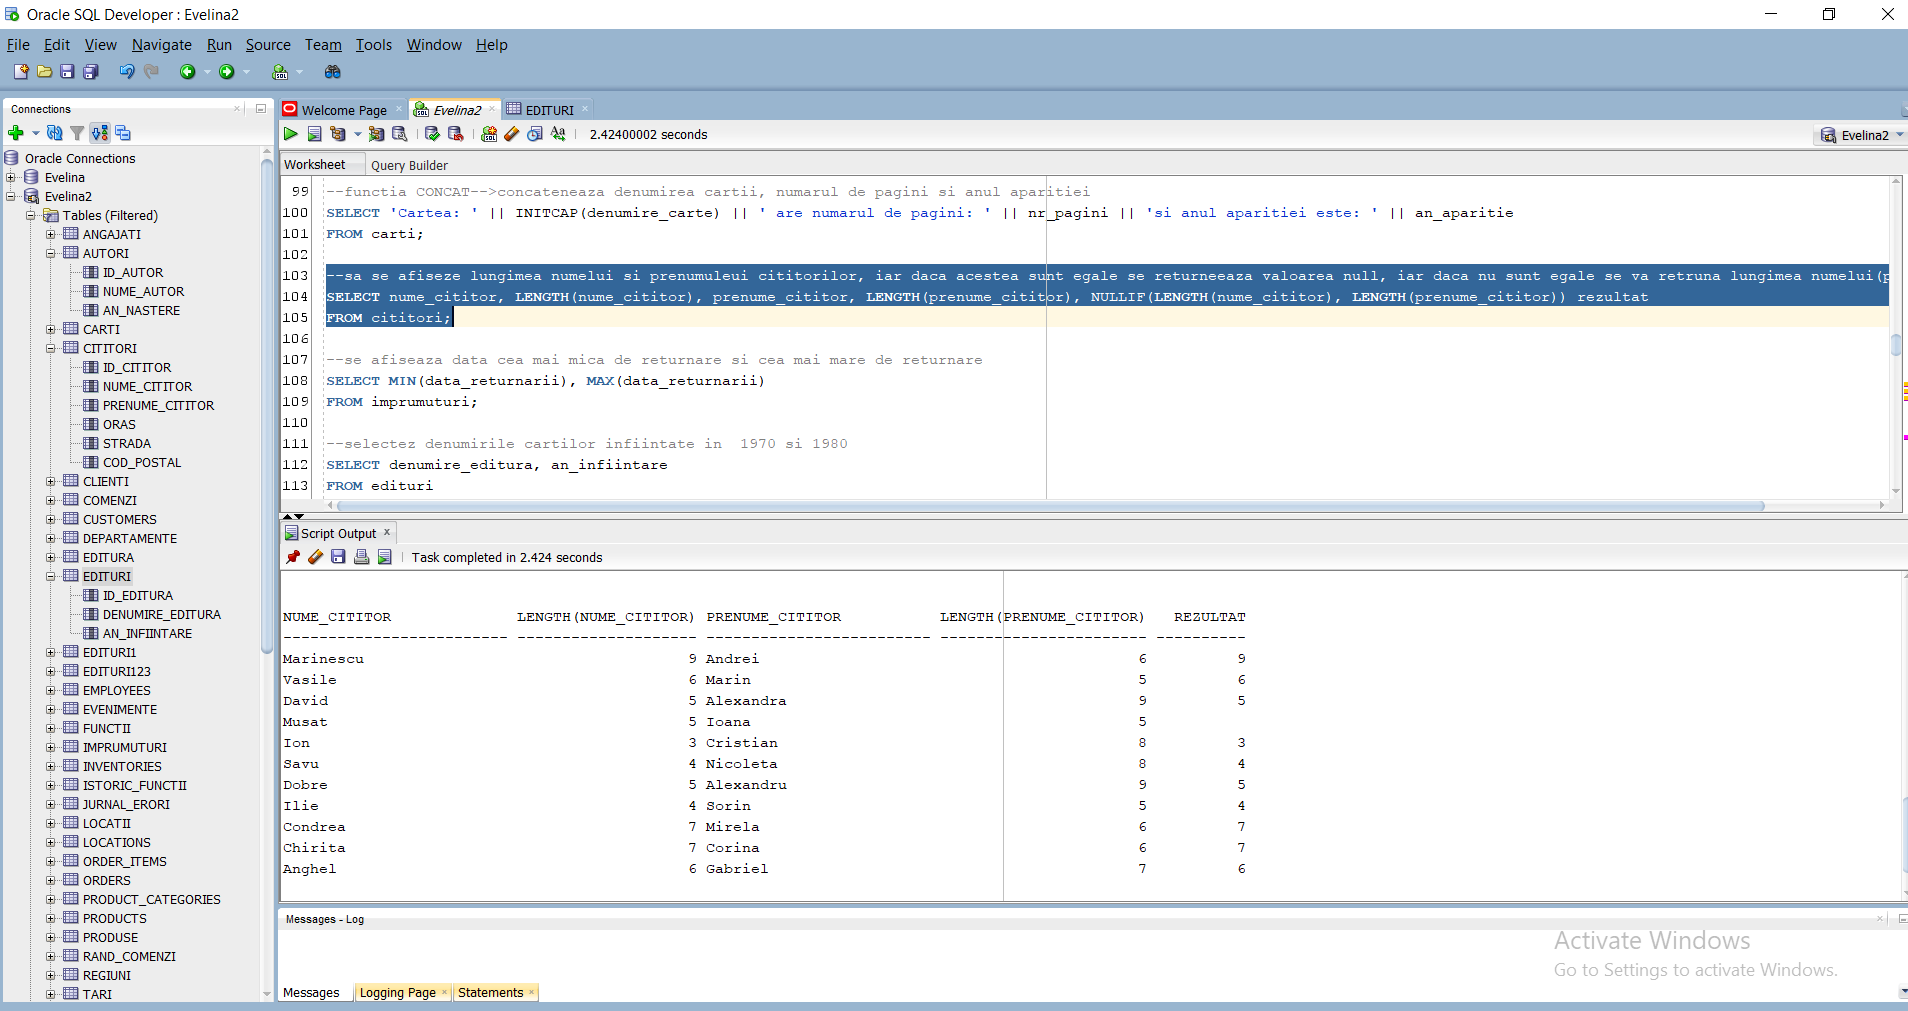 Oracle SQL Developer : Evelina2
File Edit View Navigate Run Source Team Tools Window Help
Connections
Oracle Connections
Evelina
Evelina2
Tables (Filtered)
ANGAJATI
AUTORI
ID_AUTOR
NUME_AUTOR
AN_NASTERE
CARTI
CITITORI
ID_CITITOR
NUME_CITITOR
PRENUME_CITITOR
ORAS
STRADA
COD_POSTAL
CLIENTI
COMENZI
CUSTOMERS
DEPARTAMENTE
EDITURA
EDITURI
ID_EDITURA
DENUMIRE_EDITURA
AN_INFIINTARE
EDITURI1
EDITURI123
EMPLOYEES
EVENIMENTE
FUNCTII
IMPRUMUTURI
INVENTORIES
ISTORIC_FUNCTII
JURNAL_ERORI
LOCATII
LOCATIONS
ORDER_ITEMS
ORDERS
PRODUCT_CATEGORIES
PRODUCTS
PRODUSE
RAND_COMENZI
REGIUNI
TARI
Welcome Page Evelina2 EDITURI
2.42400002 seconds
Evelina2
Worksheet Query Builder
99 --functia CONCAT-->concateneaza denumirea cartii, numarul de pagini si anul aparitiei
100 SELECT 'Cartea: ' || INITCAP(denumire_carte) || ' are numarul de pagini: ' || nr_pagini || 'si anul aparitiei este: ' || an_aparitie
101 FROM carti;
102
103 --sa se afiseze lungimea numelui si prenumuleui cititorilor, iar daca acestea sunt egale se returneeaza valoarea null, iar daca nu sunt egale se va retruna lungimea numelui(p
104 SELECT nume_cititor, LENGTH(nume_cititor), prenume_cititor, LENGTH(prenume_cititor), NULLIF(LENGTH(nume_cititor), LENGTH(prenume_cititor)) rezultat
105 FROM cititori;
106
107 --se afiseaza data cea mai mica de returnare si cea mai mare de returnare
108 SELECT MIN(data_returnarii), MAX(data_returnarii)
109 FROM imprumuturi;
110
111 --selectez denumirile cartilor infiintate in  1970 si 1980
112 SELECT denumire_editura, an_infiintare
113 FROM edituri
Script Output
Task completed in 2.424 seconds
NUME_CITITOR LENGTH(NUME_CITITOR) PRENUME_CITITOR LENGTH(PRENUME_CITITOR) REZULTAT
------------------------- -------------------- ------------------------- ----------------------- ----------
Marinescu 9 Andrei 6 9
Vasile 6 Marin 5 6
David 5 Alexandra 9 5
Musat 5 Ioana 5
Ion 3 Cristian 8 3
Savu 4 Nicoleta 8 4
Dobre 5 Alexandru 9 5
Ilie 4 Sorin 5 4
Condrea 7 Mirela 6 7
Chirita 7 Corina 6 7
Anghel 6 Gabriel 7 6
Messages - Log
Activate Windows
Go to Settings to activate Windows.
Messages Logging Page Statements